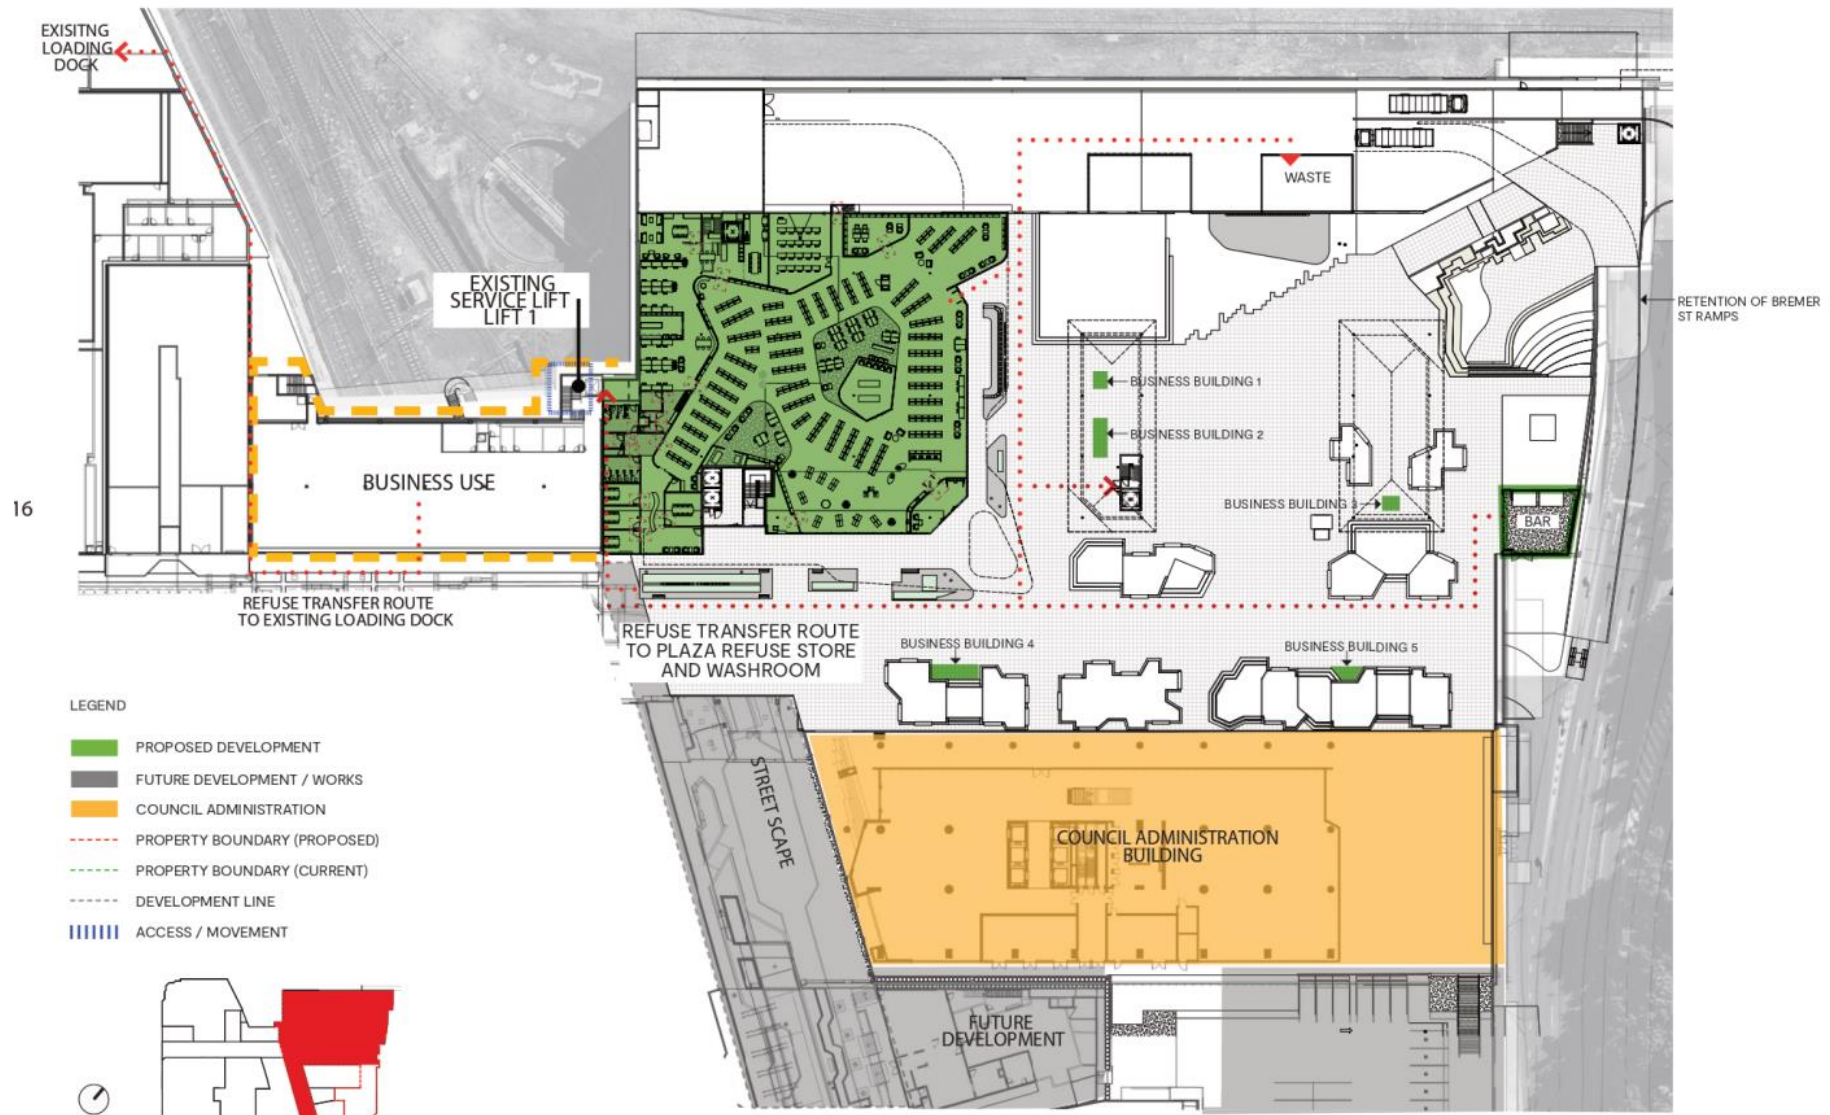 EXISITNG
LOADING
DOCK
WASTE
EXISTING
SERVICE LIFT
LIFT 1
RETENTION OF BREMER
ST RAMPS
BUSINESS BUILDING 1
BUSINESS BUILDING 2
BUSINESS USE
BUSINESS BUILDING 3
16
BAR
REFUSE TRANSFER ROUTE
TO EXISTING LOADING DOCK
REFUSE TRANSFER ROUTE
TO PLAZA REFUSE STORE
AND WASHROOM
BUSINESS BUILDING 4
BUSINESS BUILDING 5
LEGEND
PROPOSED DEVELOPMENT
FUTURE DEVELOPMENT / WORKS
COUNCIL ADMINISTRATION
PROPERTY BOUNDARY (PROPOSED)
PROPERTY BOUNDARY (CURRENT)
DEVELOPMENT LINE
ACCESS / MOVEMENT
STREET SCAPE
COUNCIL ADMINISTRATION
BUILDING
FUTURE
DEVELOPMENT